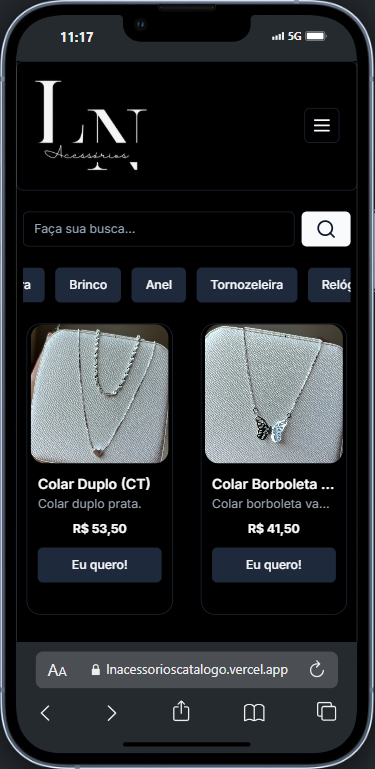 11:17
5G
LN
Acessórios
Faça sua busca...
ra
Brinco
Anel
Tornozeleira
Relóg
Colar Duplo (CT)
Colar duplo prata.
R$ 53,50
Eu quero!
Colar Borboleta ...
Colar borboleta va...
R$ 41,50
Eu quero!
AA
lnacessorioscatalogo.vercel.app